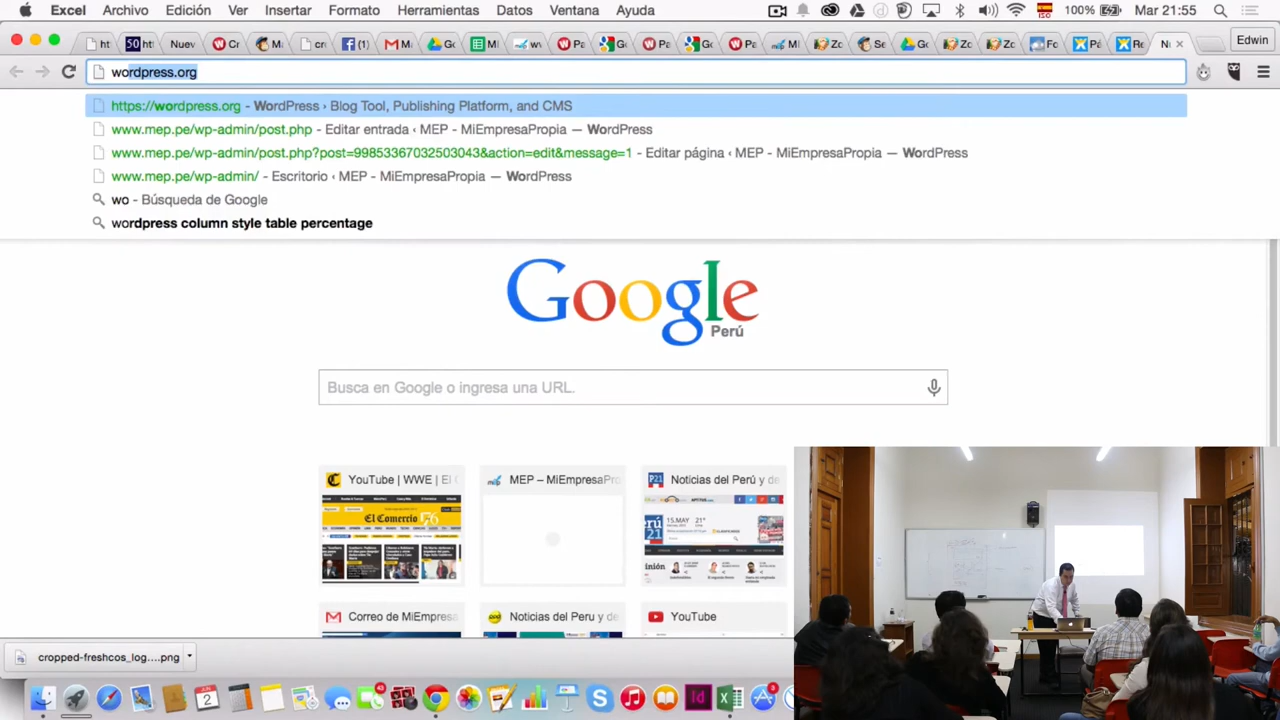 Excel Archivo Edición Ver Insertar Formato Herramientas Datos Ventana Ayuda 100% Mar 21:55
Edwin
wordpress.org
https://wordpress.org - WordPress › Blog Tool, Publishing Platform, and CMS
www.mep.pe/wp-admin/post.php - Editar entrada ‹ MEP - MiEmpresaPropia — WordPress
www.mep.pe/wp-admin/post.php?post=99853367032503043&action=edit&message=1 - Editar página ‹ MEP - MiEmpresaPropia — WordPress
www.mep.pe/wp-admin/ - Escritorio ‹ MEP - MiEmpresaPropia — WordPress
wo - Búsqueda de Google
wordpress column style table percentage
Google
Perú
Busca en Google o ingresa una URL.
YouTube | WWE | El C
MEP – MiEmpresaPro
Noticias del Perú y d
El Comercio
15.MAY 21°
Correo de MiEmpresa
Noticias del Peru y de
YouTube
cropped-freshcos_log....png